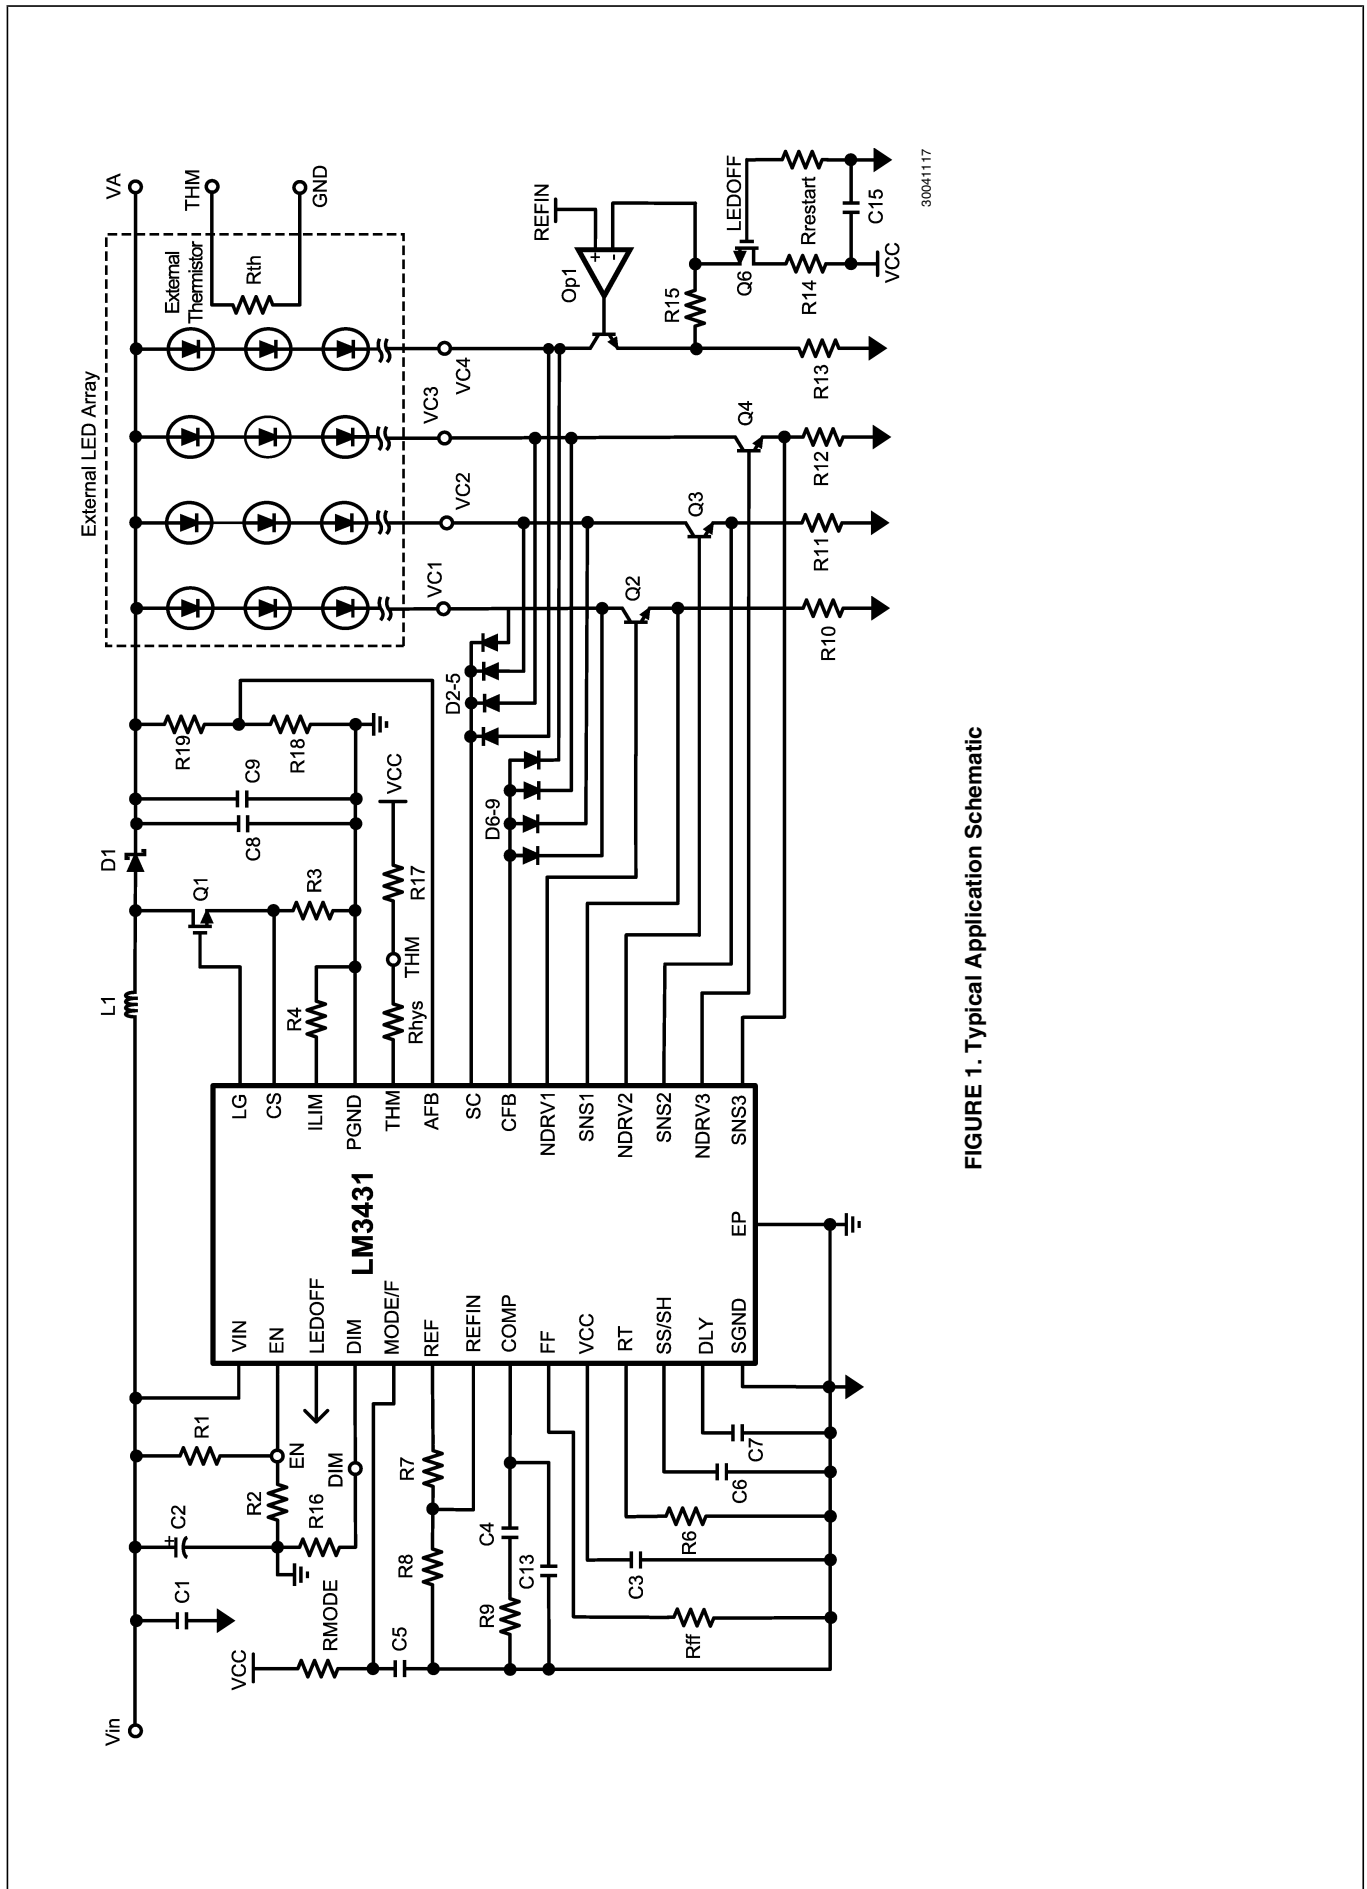 Vin
L1
D1
VA
External LED Array
C1
C2
R1
Q1
C8
C9
R19
External
Thermistor
THM
Rth
GND
VCC
RMODE
R2
R16
EN
DIM
R4
R3
R18
VIN
EN
LEDOFF
DIM
MODE/F
REF
REFIN
COMP
FF
VCC
RT
SS/SH
DLY
SGND
EP
LM3431
LG
CS
ILIM
PGND
THM
AFB
SC
CFB
NDRV1
SNS1
NDRV2
SNS2
NDRV3
SNS3
Rhys
THM
R17
VCC
C5
R8
R7
R9
C4
C13
Rff
C3
R6
C6
C7
D2-5
D6-9
VC1
VC2
VC3
VC4
Q2
Q3
Q4
Op1
+
-
REFIN
R15
Q6
LEDOFF
R10
R11
R12
R13
R14
Rrestart
VCC
C15
30041117
FIGURE 1. Typical Application Schematic